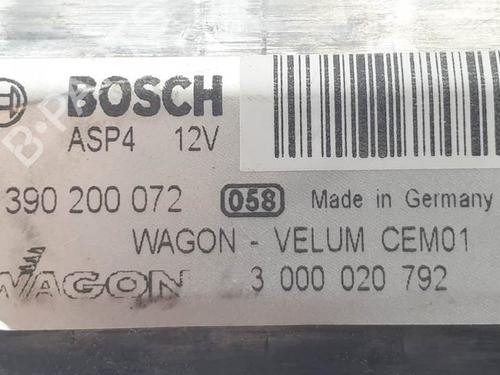 BOSCH
ASP4 12V
390 200 072 058 Made in Germany
WAGON - VELUM CEM01
WAGON 3 000 020 792